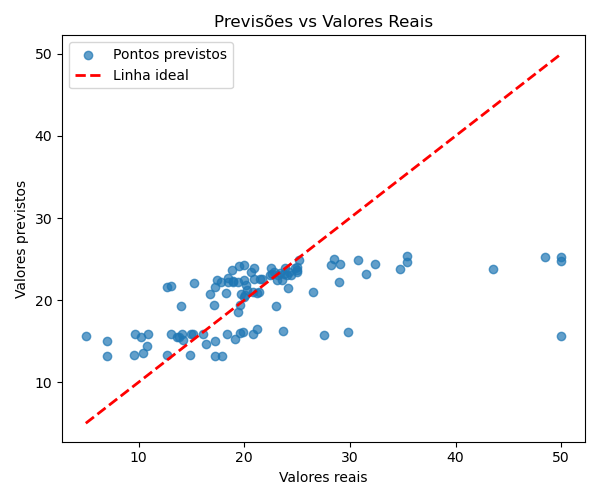 Previsões vs Valores Reais
Pontos previstos
Linha ideal
Valores previstos
50
40
30
20
10
10 20 30 40 50
Valores reais